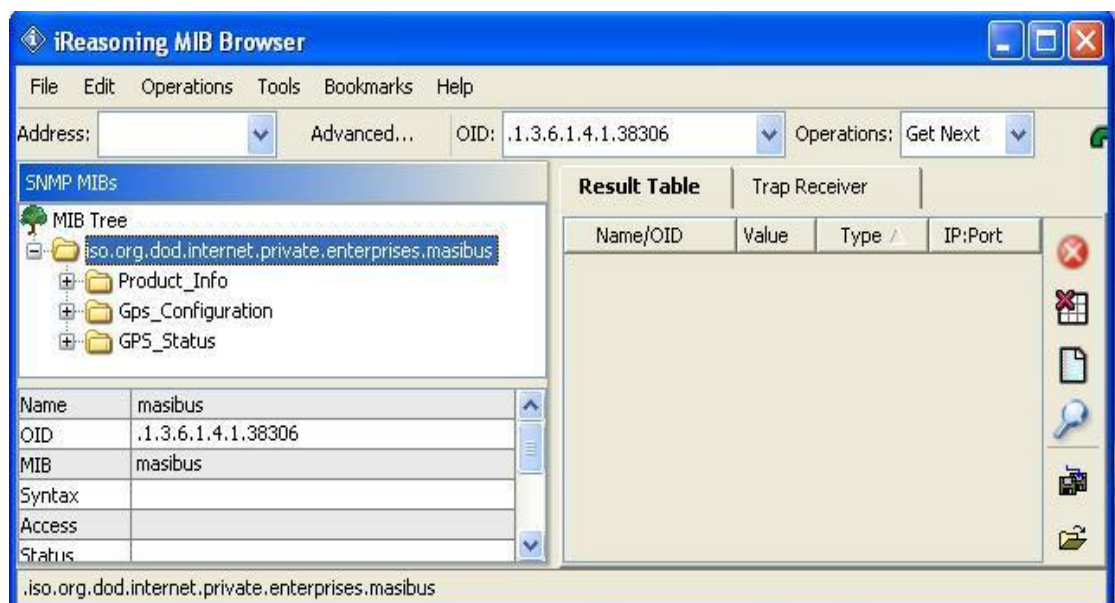 iReasoning MIB Browser
File Edit Operations Tools Bookmarks Help
Address: Advanced... OID: .1.3.6.1.4.1.38306 Operations: Get Next
SNMP MIBs
MIB Tree
iso.org.dod.internet.private.enterprises.masibus
Product_Info
Gps_Configuration
GPS_Status
Name masibus
OID .1.3.6.1.4.1.38306
MIB masibus
Syntax
Access
Status
Result Table Trap Receiver
Name/OID Value Type IP:Port
.iso.org.dod.internet.private.enterprises.masibus